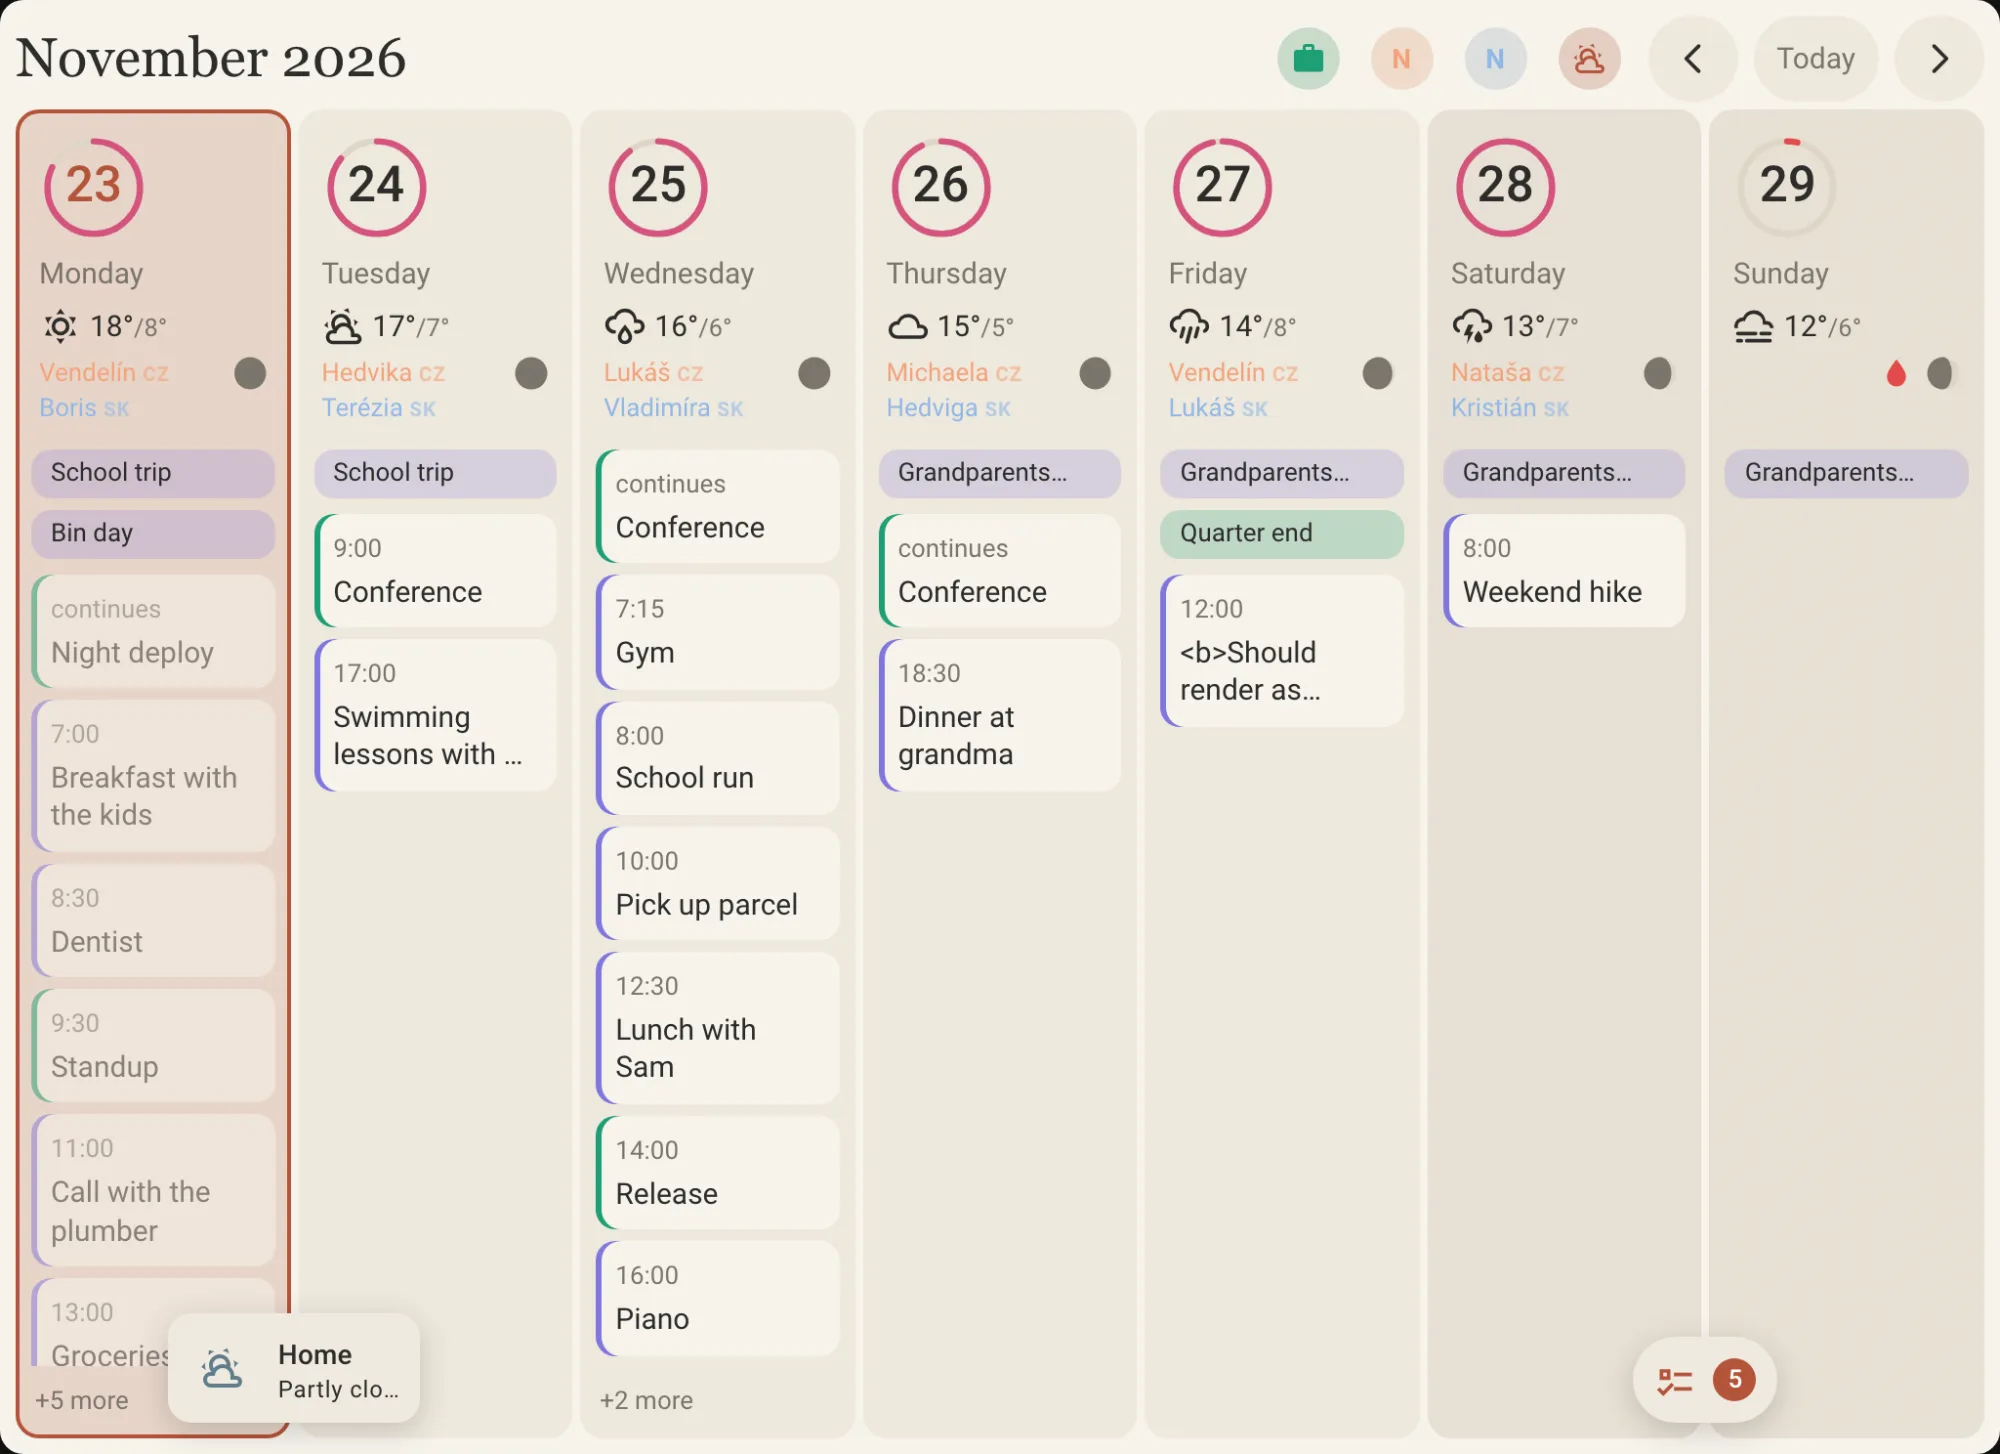 November 2026
N
N
Today
23
Monday
18°/8°
Vendelín CZ
Boris SK
School trip
Bin day
continues
Night deploy
7:00
Breakfast with
the kids
8:30
Dentist
9:30
Standup
11:00
Call with the
plumber
13:00
Groceries
+5 more
24
Tuesday
17°/7°
Hedvika CZ
Terézia SK
School trip
9:00
Conference
17:00
Swimming
lessons with ...
25
Wednesday
16°/6°
Lukáš CZ
Vladimíra SK
continues
Conference
7:15
Gym
8:00
School run
10:00
Pick up parcel
12:30
Lunch with
Sam
14:00
Release
16:00
Piano
+2 more
26
Thursday
15°/5°
Michaela CZ
Hedviga SK
Grandparents...
continues
Conference
18:30
Dinner at
grandma
27
Friday
14°/8°
Vendelín CZ
Lukáš SK
Grandparents...
Quarter end
12:00
<b>Should
render as...
28
Saturday
13°/7°
Nataša CZ
Kristián SK
Grandparents...
8:00
Weekend hike
29
Sunday
12°/6°
Grandparents...
Home
Partly clo...
5